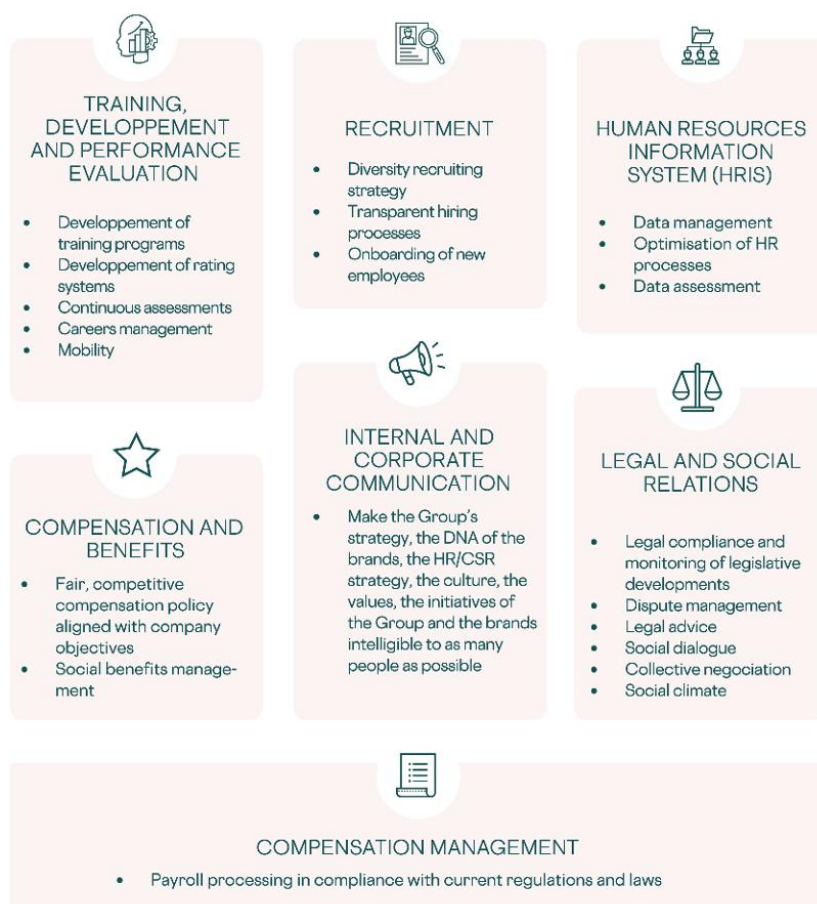 TRAINING,
DEVELOPPEMENT
AND PERFORMANCE
EVALUATION
• Developpement of
training programs
• Developpement of rating
systems
• Continuous assessments
• Careers management
• Mobility
RECRUITMENT
• Diversity recruiting
strategy
• Transparent hiring
processes
• Onboarding of new
employees
HUMAN RESOURCES
INFORMATION
SYSTEM (HRIS)
• Data management
• Optimisation of HR
processes
• Data assessment
COMPENSATION AND
BENEFITS
• Fair, competitive
compensation policy
aligned with company
objectives
• Social benefits manage-
ment
INTERNAL AND
CORPORATE
COMMUNICATION
• Make the Group's
strategy, the DNA of the
brands, the HR/CSR
strategy, the culture, the
values, the initiatives of
the Group and the brands
intelligible to as many
people as possible
LEGAL AND SOCIAL
RELATIONS
• Legal compliance and
monitoring of legislative
developments
• Dispute management
• Legal advice
• Social dialogue
• Collective negociation
• Social climate
COMPENSATION MANAGEMENT
• Payroll processing in compliance with current regulations and laws